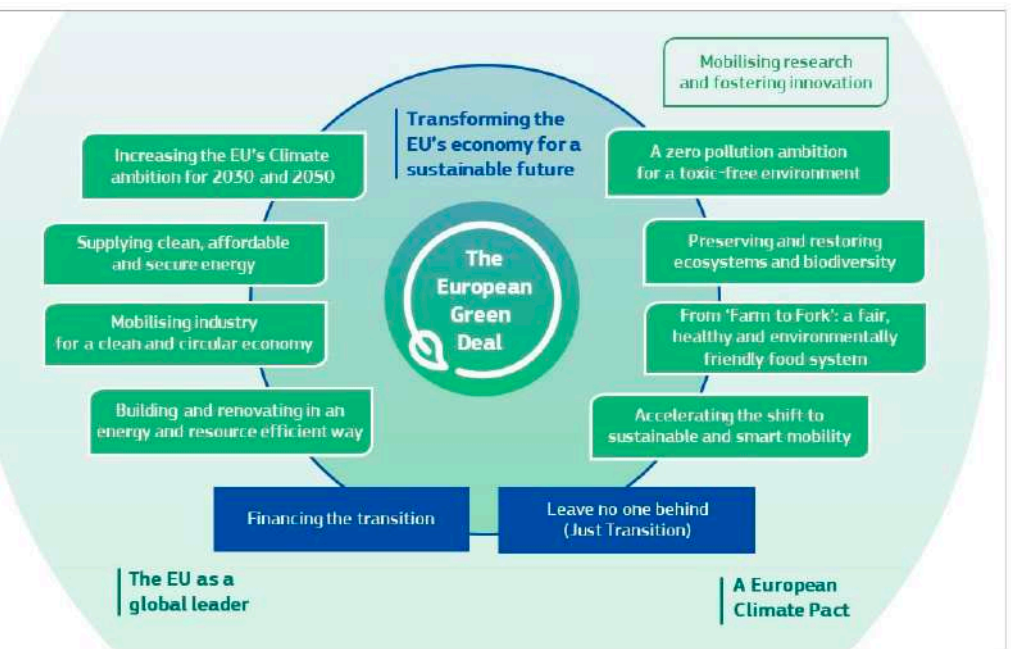 Mobilising research
and fostering innovation
Transforming the
EU's economy for a
sustainable future
Increasing the EU's Climate
ambition for 2030 and 2050
Supplying clean, affordable
and secure energy
Mobilising industry
for a clean and circular economy
Building and renovating in an
energy and resource efficient way
The
European
Green
Deal
A zero pollution ambition
for a toxic-free environment
Preserving and restoring
ecosystems and biodiversity
From 'Farm to Fork': a fair,
healthy and environmentally
friendly food system
Accelerating the shift to
sustainable and smart mobility
Financing the transition
Leave no one behind
(Just Transition)
The EU as a
global leader
A European
Climate Pact